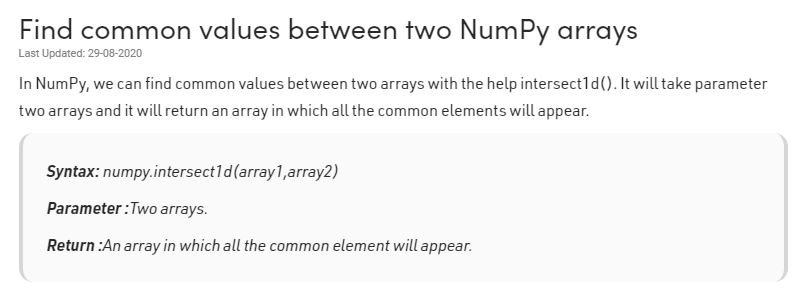 Find common values between two NumPy arrays
Last Updated: 29-08-2020
In NumPy, we can find common values between two arrays with the help intersect1d(). It will take parameter
two arrays and it will return an array in which all the common elements will appear.
Syntax: numpy.intersect1d(array1,array2)
Parameter :Two arrays.
Return :An array in which all the common element will appear.